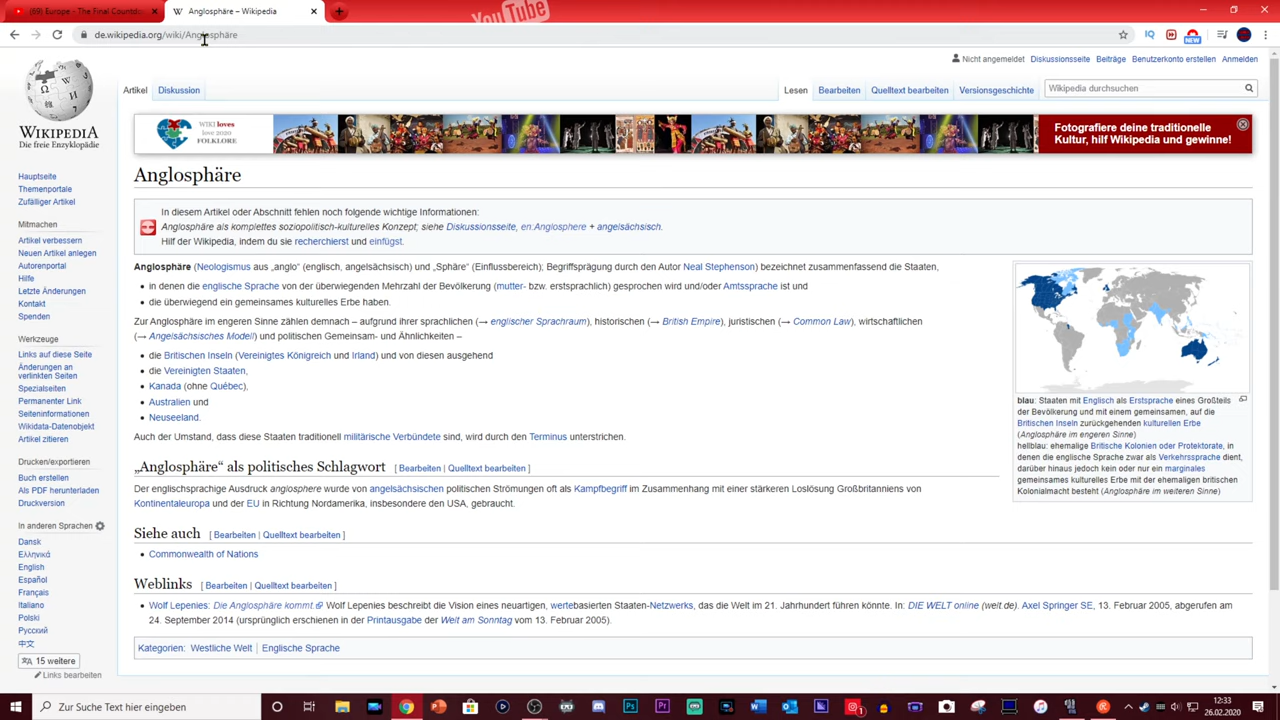 (69) Europe - The Final Countdo
Anglosphäre – Wikipedia
YouTube
de.wikipedia.org/wiki/Anglosphäre
IQ
NEW
Nicht angemeldet Diskussionsseite Beiträge Benutzerkonto erstellen Anmelden
Artikel Diskussion Lesen Bearbeiten Quelltext bearbeiten Versionsgeschichte Wikipedia durchsuchen
WIKIPEDIA
Die freie Enzyklopädie
WIKI loves
love 2020
FOLKLORE
Fotografiere deine traditionelle
Kultur, hilf Wikipedia und gewinne!
Hauptseite
Themenportale
Zufälliger Artikel
Mitmachen
Artikel verbessern
Neuen Artikel anlegen
Autorenportal
Hilfe
Letzte Änderungen
Kontakt
Spenden
Werkzeuge
Links auf diese Seite
Änderungen an
verlinkten Seiten
Spezialseiten
Permanenter Link
Seiteninformationen
Wikidata-Datenobjekt
Artikel zitieren
Drucken/exportieren
Buch erstellen
Als PDF herunterladen
Druckversion
In anderen Sprachen
Dansk
Ελληνικά
English
Español
Français
Italiano
Polski
Русский
中文
15 weitere
Links bearbeiten
Anglosphäre
In diesem Artikel oder Abschnitt fehlen noch folgende wichtige Informationen:
Anglosphäre als komplettes soziopolitisch-kulturelles Konzept; siehe Diskussionsseite, en:Anglosphere + angelsächsisch.
Hilf der Wikipedia, indem du sie recherchierst und einfügst.
Anglosphäre (Neologismus aus „anglo“ (englisch, angelsächsisch) und „Sphäre“ (Einflussbereich); Begriffsprägung durch den Autor Neal Stephenson) bezeichnet zusammenfassend die Staaten,
• in denen die englische Sprache von der überwiegenden Mehrzahl der Bevölkerung (mutter- bzw. erstsprachlich) gesprochen wird und/oder Amtssprache ist und
• die überwiegend ein gemeinsames kulturelles Erbe haben.
Zur Anglosphäre im engeren Sinne zählen demnach – aufgrund ihrer sprachlichen (→ englischer Sprachraum), historischen (→ British Empire), juristischen (→ Common Law), wirtschaftlichen
(→ Angelsächsisches Modell) und politischen Gemeinsam- und Ähnlichkeiten –
• die Britischen Inseln (Vereinigtes Königreich und Irland) und von diesen ausgehend
• die Vereinigten Staaten,
• Kanada (ohne Québec),
• Australien und
• Neuseeland.
Auch der Umstand, dass diese Staaten traditionell militärische Verbündete sind, wird durch den Terminus unterstrichen.
blau: Staaten mit Englisch als Erstsprache eines Großteils
der Bevölkerung und mit einem gemeinsamen, auf die
Britischen Inseln zurückgehenden kulturellen Erbe
(Anglosphäre im engeren Sinne)
hellblau: ehemalige Britische Kolonien oder Protektorate, in
denen die englische Sprache zwar als Verkehrssprache dient,
darüber hinaus jedoch kein oder nur ein marginales
gemeinsames kulturelles Erbe mit der ehemaligen britischen
Kolonialmacht besteht (Anglosphäre im weiteren Sinne)
„Anglosphäre“ als politisches Schlagwort [ Bearbeiten | Quelltext bearbeiten ]
Der englischsprachige Ausdruck anglosphere wurde von angelsächsischen politischen Strömungen oft als Kampfbegriff im Zusammenhang mit einer stärkeren Loslösung Großbritanniens von
Kontinentaleuropa und der EU in Richtung Nordamerika, insbesondere den USA, gebraucht.
Siehe auch [ Bearbeiten | Quelltext bearbeiten ]
• Commonwealth of Nations
Weblinks [ Bearbeiten | Quelltext bearbeiten ]
• Wolf Lepenies: Die Anglosphäre kommt. Wolf Lepenies beschreibt die Vision eines neuartigen, wertebasierten Staaten-Netzwerks, das die Welt im 21. Jahrhundert führen könnte. In: DIE WELT online (welt.de). Axel Springer SE, 13. Februar 2005, abgerufen am
24. September 2014 (ursprünglich erschienen in der Printausgabe der Welt am Sonntag vom 13. Februar 2005).
Kategorien: Westliche Welt | Englische Sprache
Zur Suche Text hier eingeben
12:33
26.02.2020